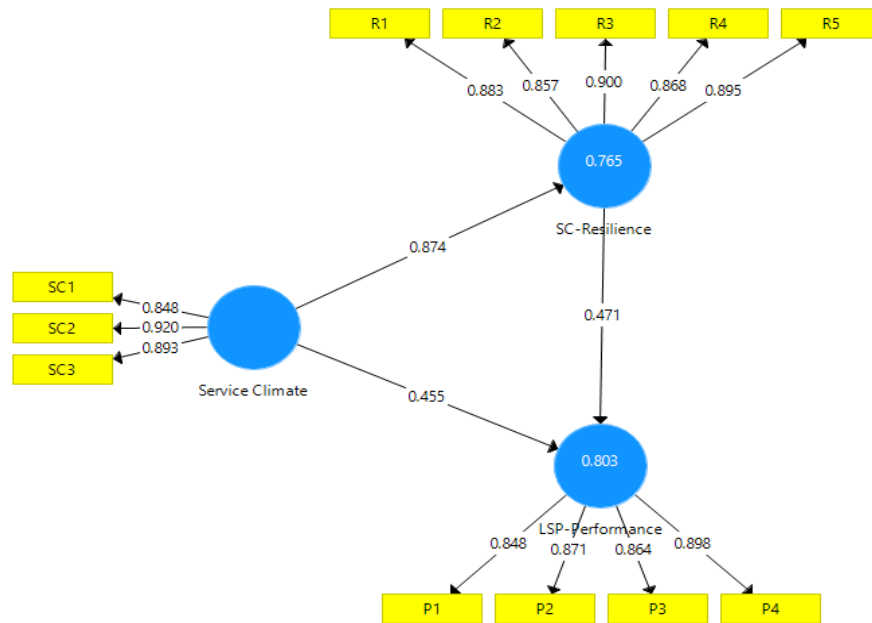 R1 R2 R3 R4 R5
0.883 0.857 0.900 0.868 0.895
0.765
SC-Resilience
0.874
SC1
0.848
SC2
0.920
SC3
0.893
Service Climate
0.471
0.455
0.803
LSP-Performance
0.848 0.871 0.864 0.898
P1 P2 P3 P4